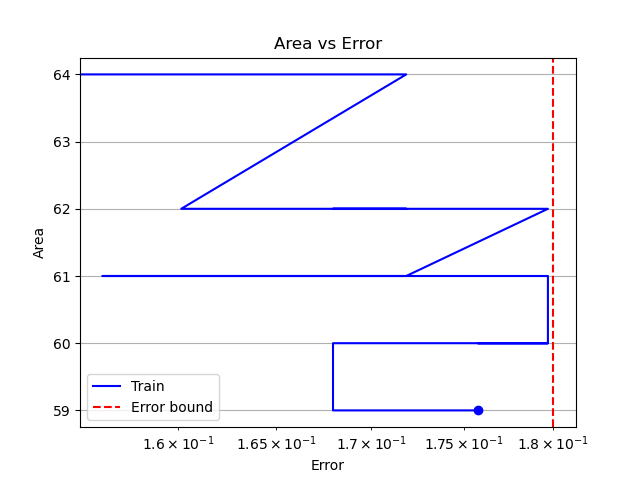 Area vs Error
64
63
62
61
60
59
Area
Train
Error bound
1.6 × 10⁻¹ 1.65 × 10⁻¹ 1.7 × 10⁻¹ 1.75 × 10⁻¹ 1.8 × 10⁻¹
Error